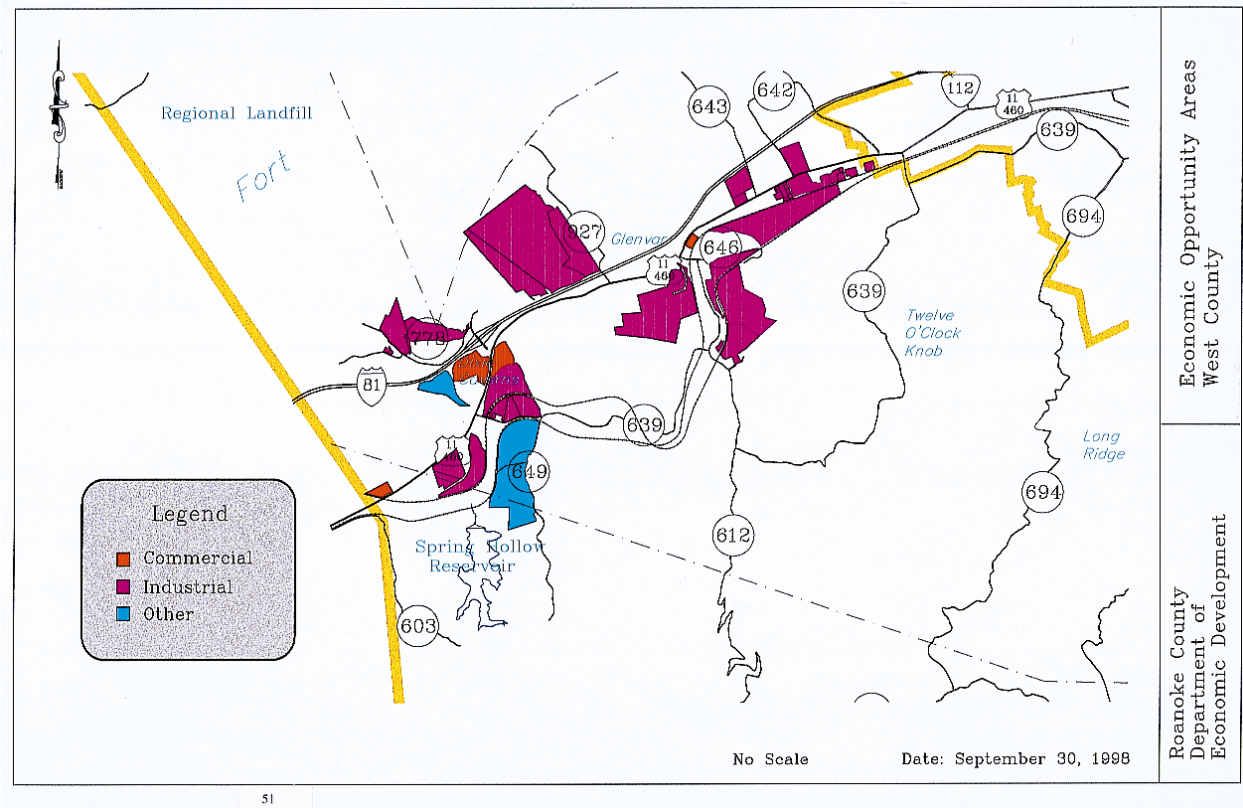 642
112
11
460
643
Regional Landfill
639
Fort
694
927
Glenvar
646
11
460
639
Twelve
O'Clock
Knob
778
81
639
Long
Ridge
11
460
649
694
Legend
Commercial
Industrial
Other
612
Spring Hollow
Reservoir
603
No Scale
Date: September 30, 1998
Economic Opportunity Areas
West County
Roanoke County
Department of
Economic Development
51